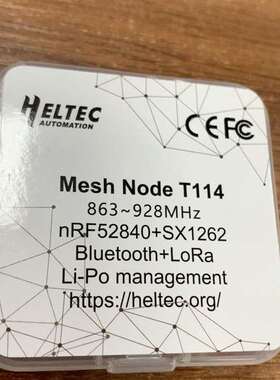 HELTEC
AUTOMATION
CE FC
Mesh Node T114
863~928MHz
nRF52840+SX1262
Bluetooth+LoRa
Li-Po management
https://heltec.org/